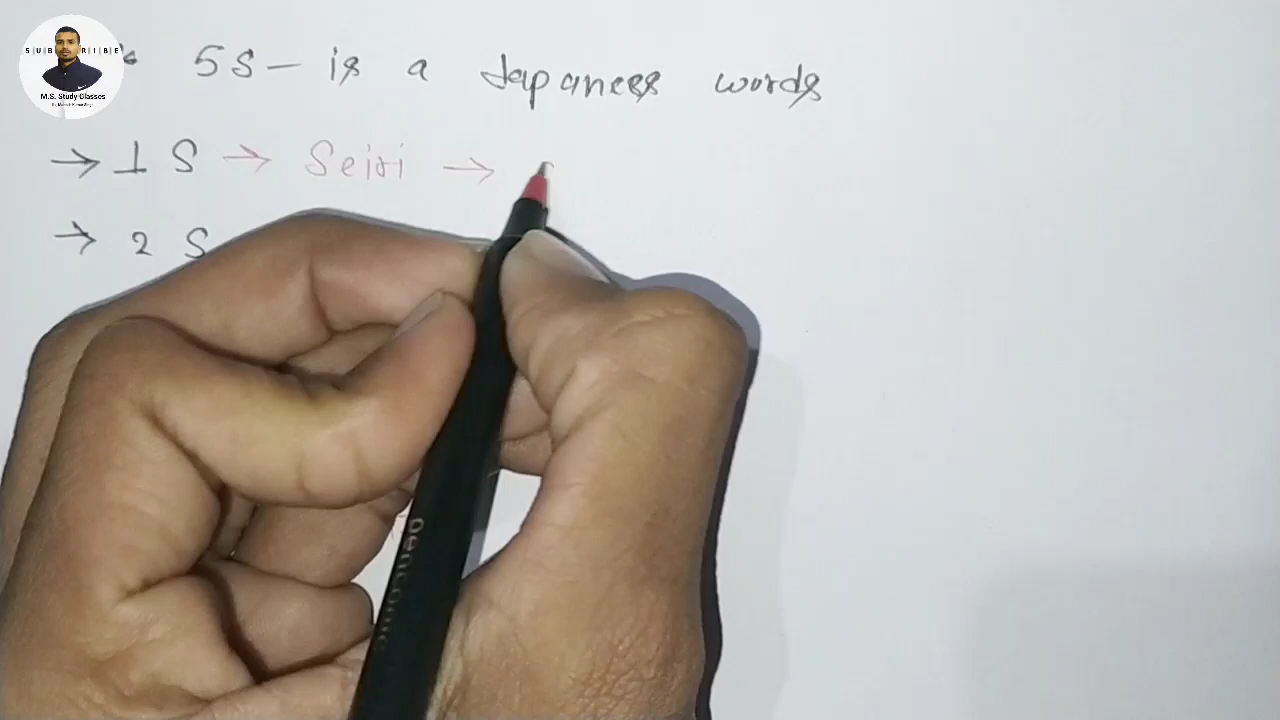 SUBSCRIBE
M.S. Study Classes
5S – is a Japaness words
→ 1 S → Seiri →
→ 2 S